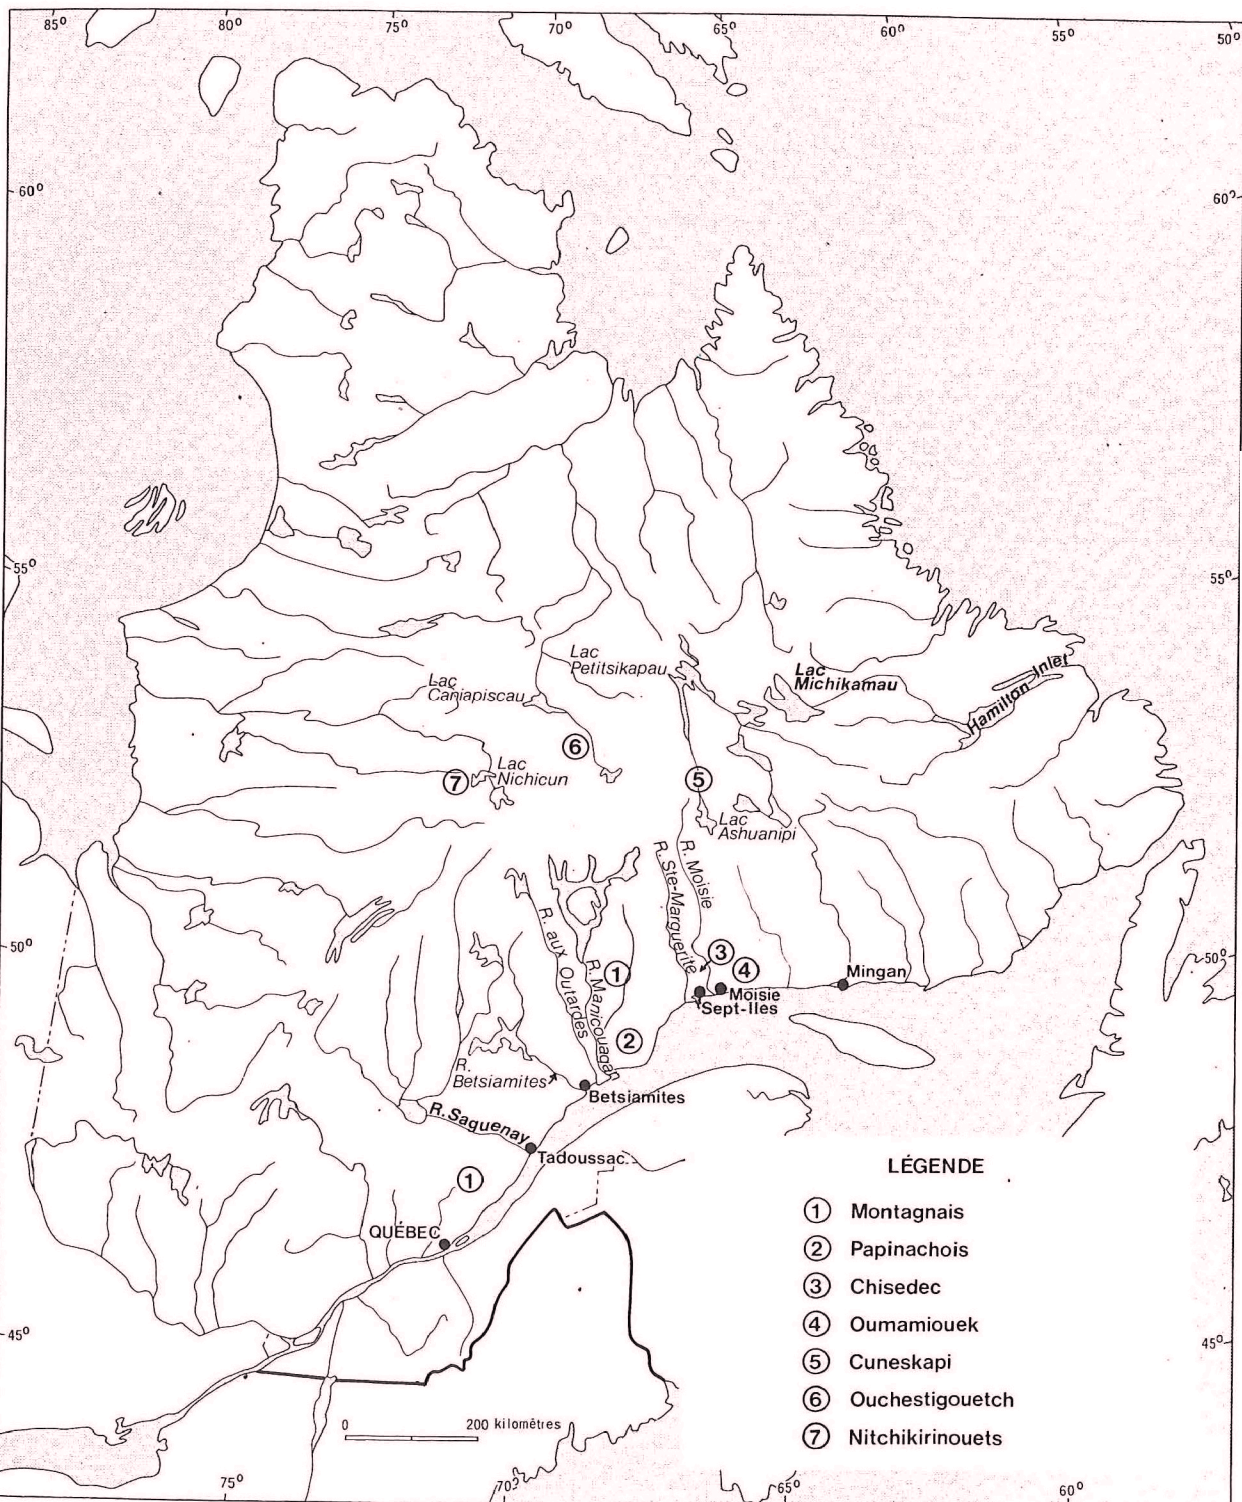 85° 80° 75° 70° 65° 60° 55° 50°
60° 60°
55° 55°
Lac
Petitsikapau
Lac
Michikamau
Hamilton Inlet
Lac
Caniapiscau
6
7
Lac
Nichicun
5
Lac
Ashuanipi
R. Moisie
R. Ste-Marguerite
R. aux Outardes
R. Manicouagan
50° 50°
1
3
4
Mingan
Moisie
Sept-Iles
2
R.
Betsiamites
Betsiamites
R. Saguenay
Tadoussac
1
QUÉBEC
LÉGENDE
1 Montagnais
2 Papinachois
3 Chisedec
4 Oumamiouek
5 Cuneskapi
6 Ouchestigouetch
7 Nitchikirinouets
45° 45°
0 200 kilomètres
75° 70° 65° 60°